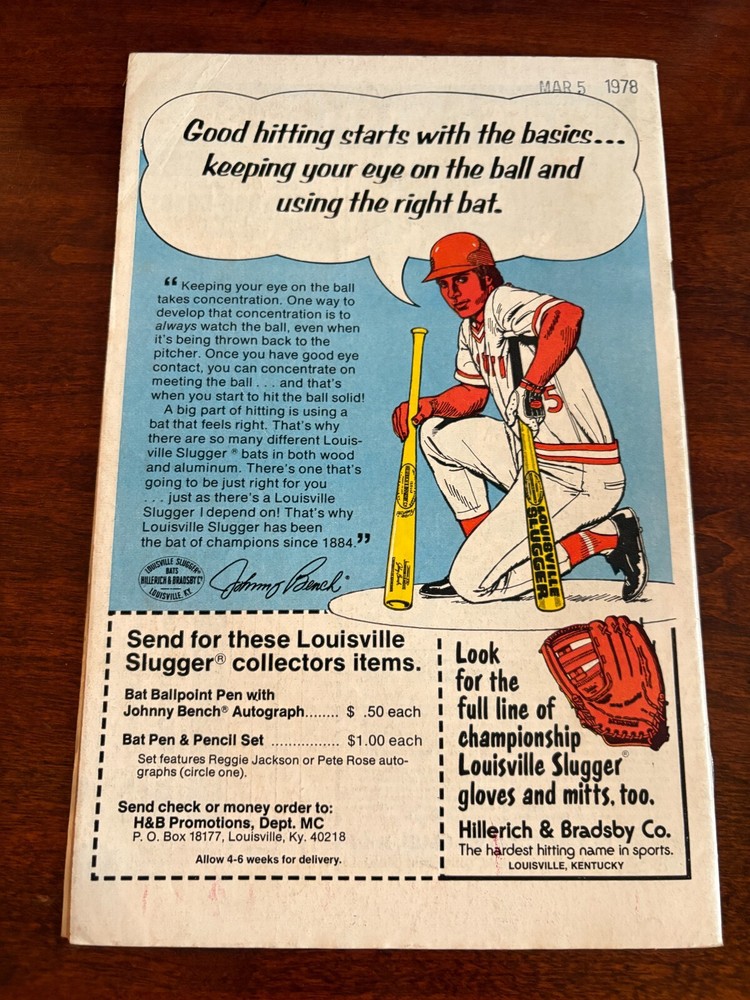 MAR 5 1978
Good hitting starts with the basics...
keeping your eye on the ball and
using the right bat.
“ Keeping your eye on the ball
takes concentration. One way to
develop that concentration is to
always watch the ball, even when
it's being thrown back to the
pitcher. Once you have good eye
contact, you can concentrate on
meeting the ball . . . and that's
when you start to hit the ball solid!
A big part of hitting is using a
bat that feels right. That's why
there are so many different Louis-
ville Slugger ® bats in both wood
and aluminum. There's one that's
going to be just right for you
. . . just as there's a Louisville
Slugger I depend on! That's why
Louisville Slugger has been
the bat of champions since 1884.”
LOUISVILLE SLUGGER®
BATS
HILLERICH & BRADSBY Cº
LOUISVILLE, KY.
Johnny Bench®
5
LOUISVILLE
SLUGGER
Send for these Louisville
Slugger® collectors items.
Bat Ballpoint Pen with
Johnny Bench® Autograph........ $ .50 each
Bat Pen & Pencil Set ................ $1.00 each
Set features Reggie Jackson or Pete Rose auto-
graphs (circle one).
Send check or money order to:
H&B Promotions, Dept. MC
P. O. Box 18177, Louisville, Ky. 40218
Allow 4-6 weeks for delivery.
Look
for the
full line of
championship
Louisville Slugger®
gloves and mitts, too.
Hillerich & Bradsby Co.
The hardest hitting name in sports.
LOUISVILLE, KENTUCKY